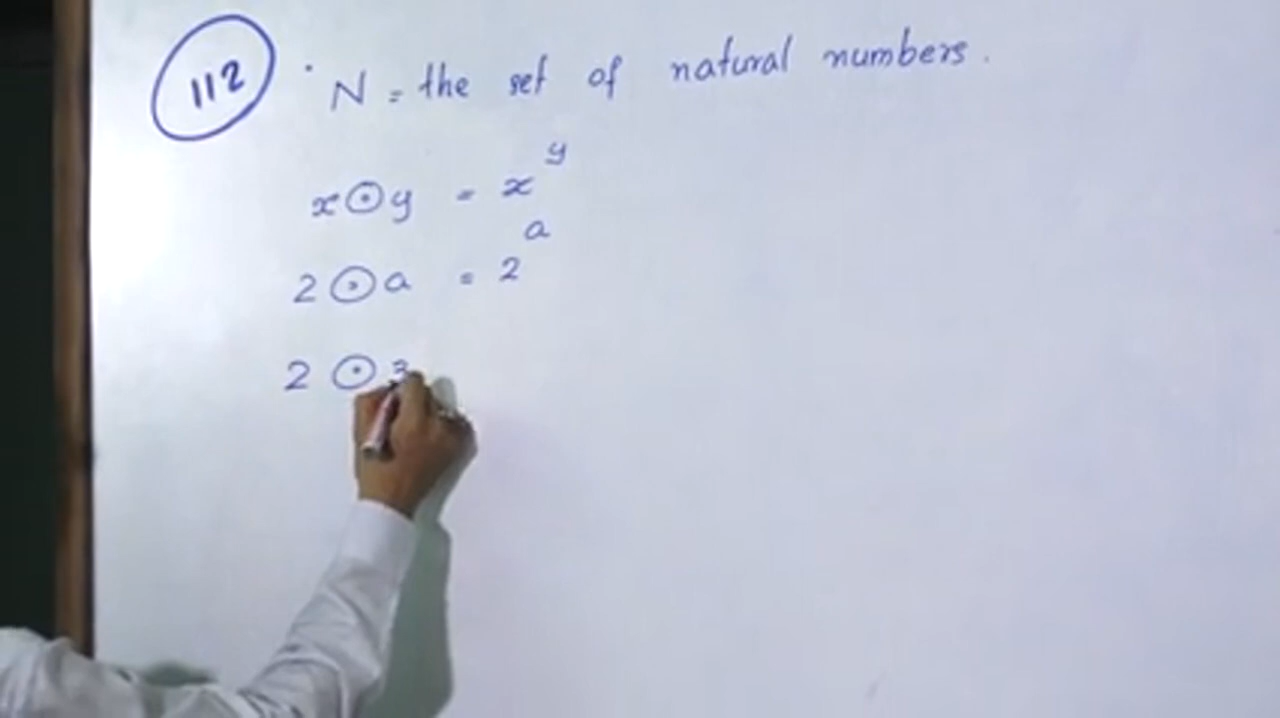 112 N = the set of natural numbers.
x ⊙ y = x^y
2 ⊙ a = 2^a
2 ⊙ 3